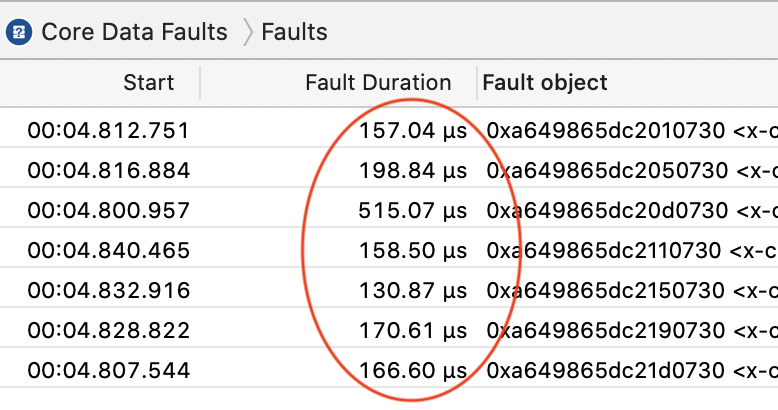 Core Data Faults Faults
Start Fault Duration Fault object
00:04.812.751 157.04 µs 0xa649865dc2010730 <x-c
00:04.816.884 198.84 µs 0xa649865dc2050730 <x-c
00:04.800.957 515.07 µs 0xa649865dc20d0730 <x-c
00:04.840.465 158.50 µs 0xa649865dc2110730 <x-c
00:04.832.916 130.87 µs 0xa649865dc2150730 <x-c
00:04.828.822 170.61 µs 0xa649865dc2190730 <x-c
00:04.807.544 166.60 µs 0xa649865dc21d0730 <x-c